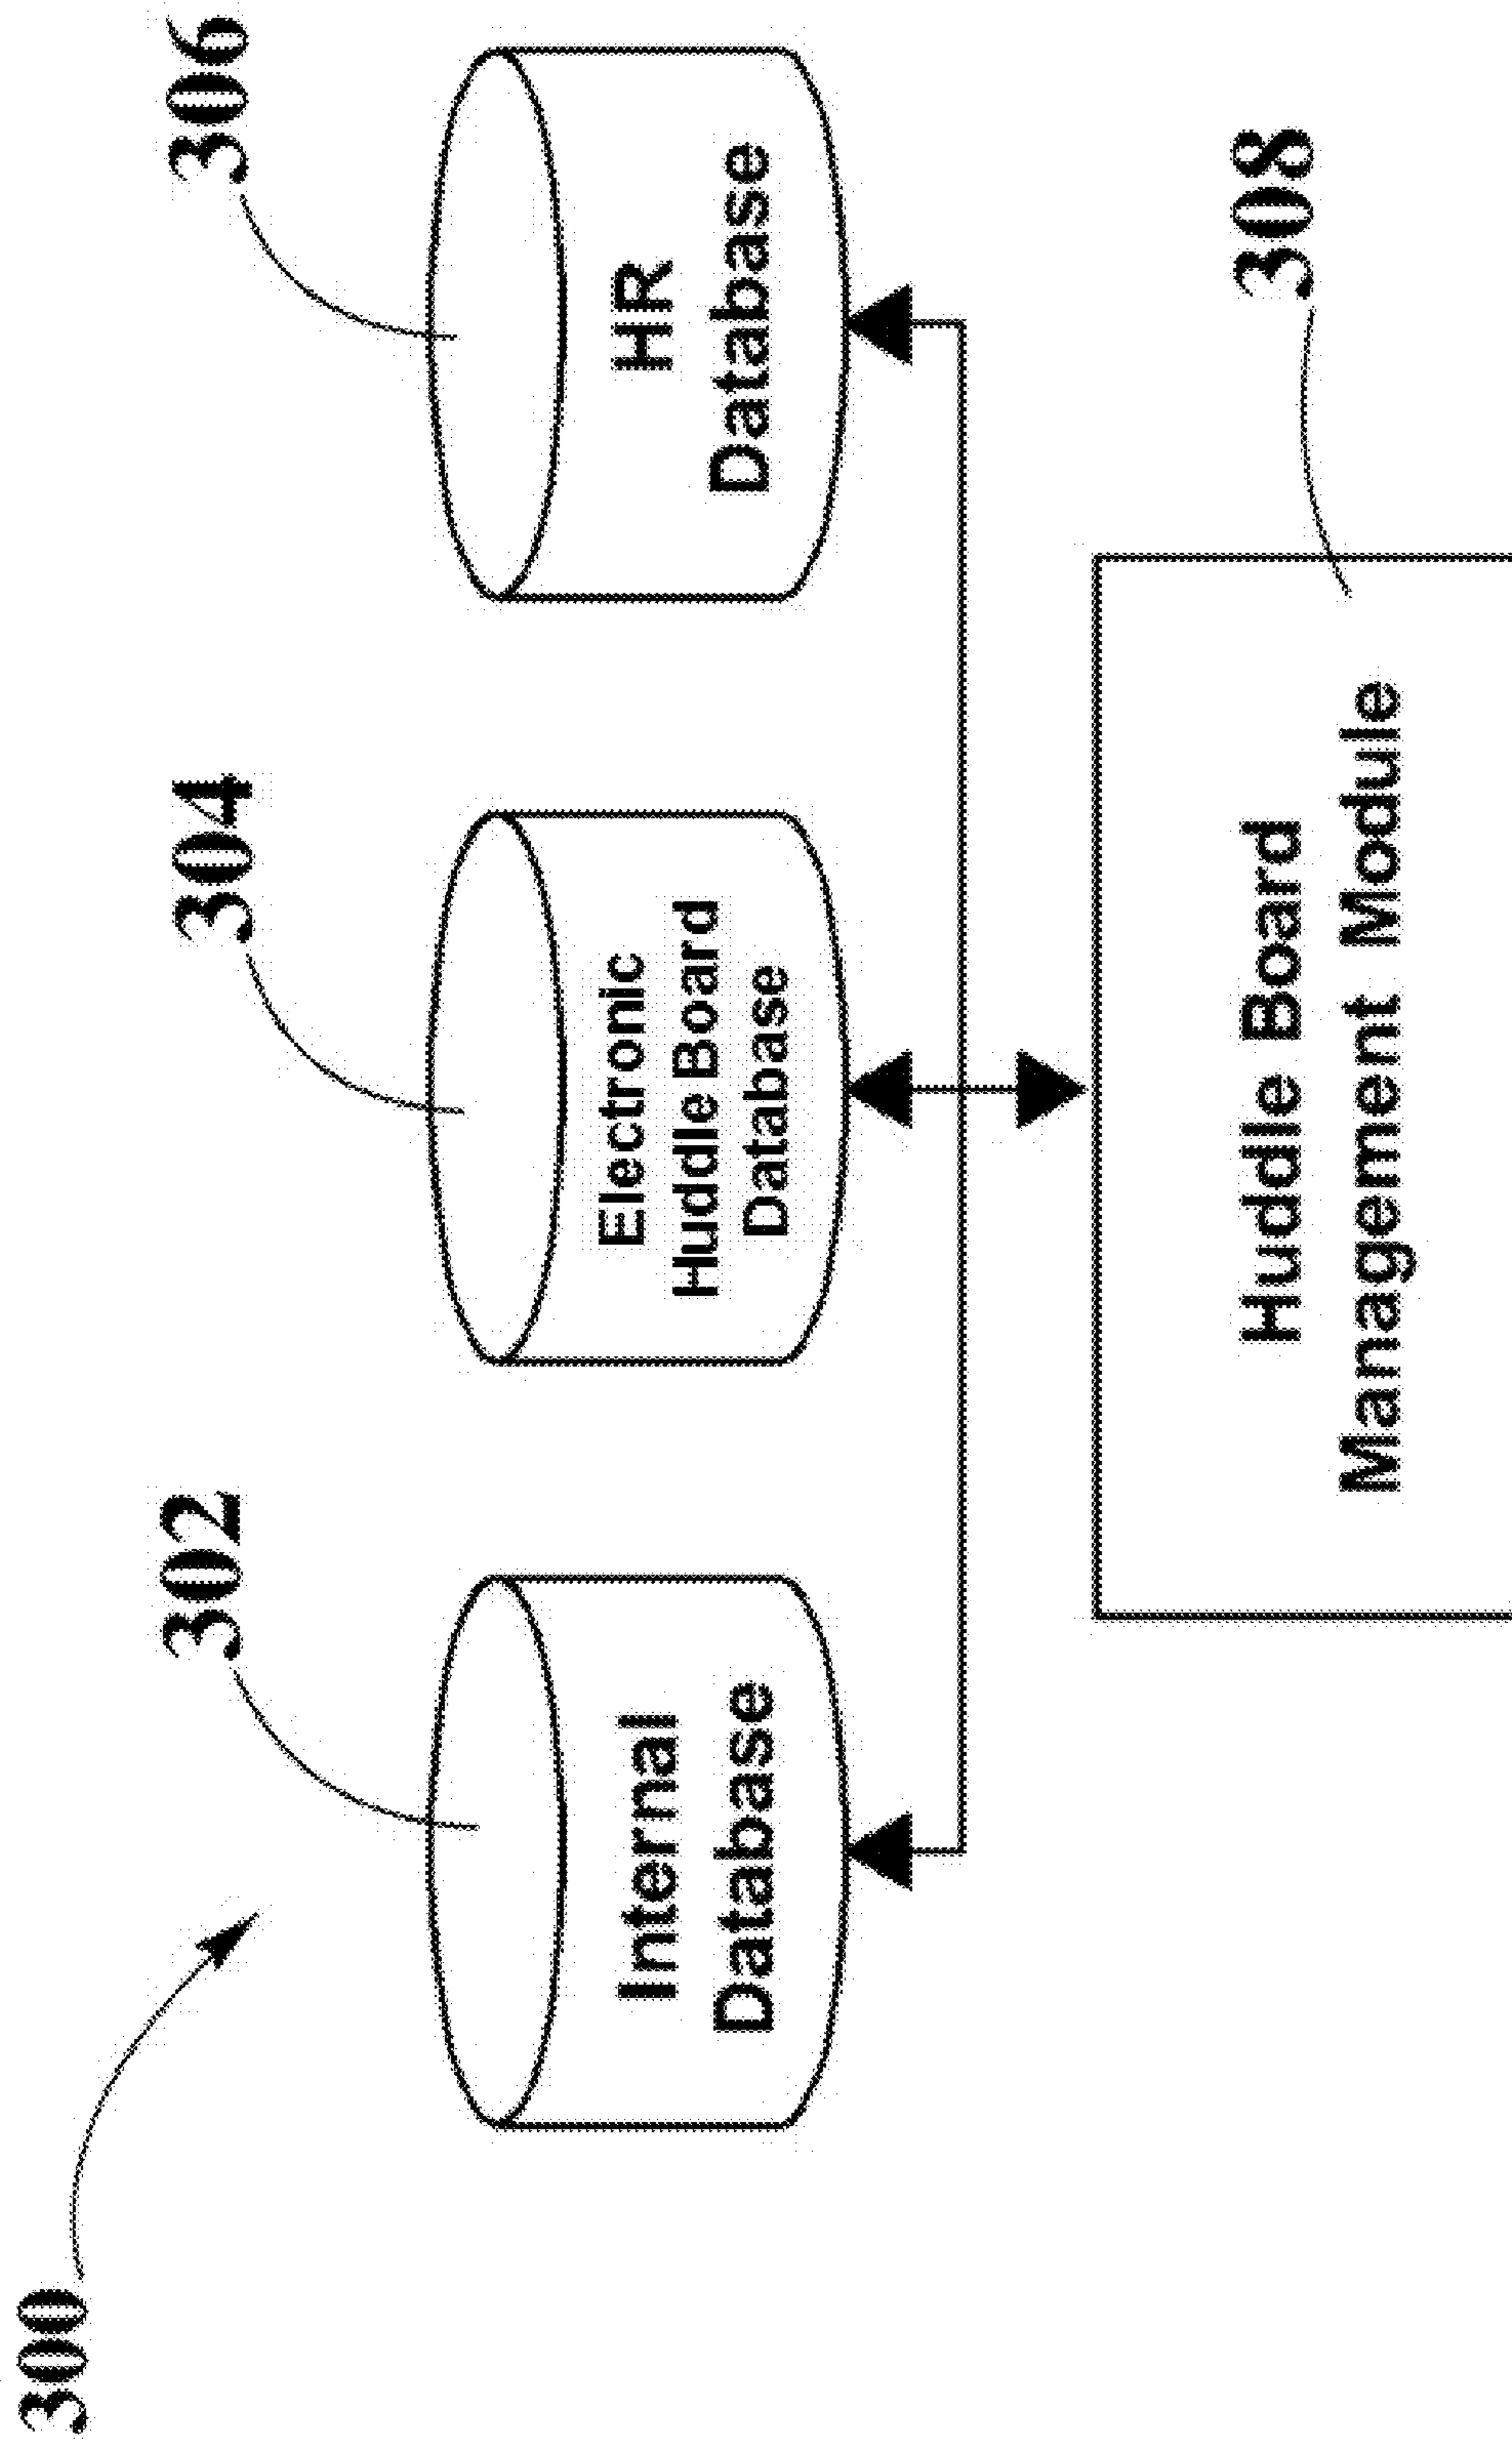 300
302
304
306
Internal
Database
Electronic
Huddle Board
Database
HR
Database
308
Huddle Board
Management Module